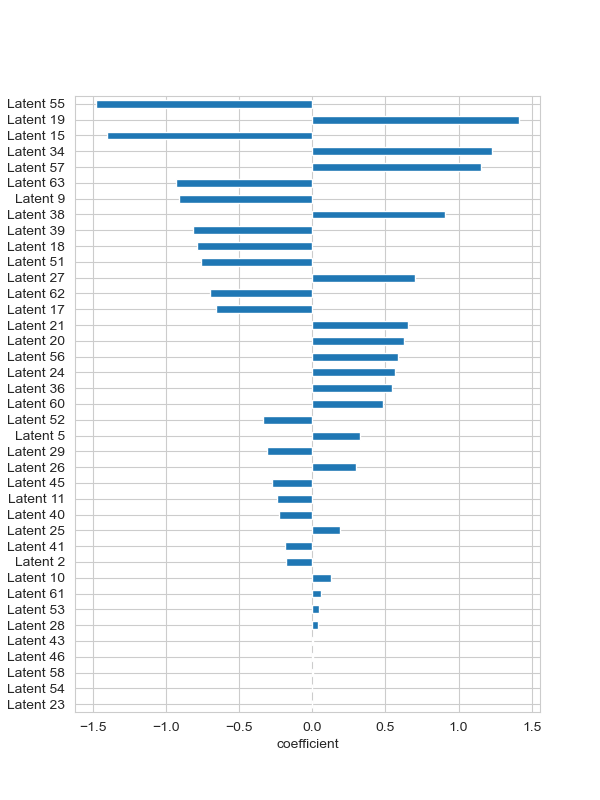 Latent 55
Latent 19
Latent 15
Latent 34
Latent 57
Latent 63
Latent 9
Latent 38
Latent 39
Latent 18
Latent 51
Latent 27
Latent 62
Latent 17
Latent 21
Latent 20
Latent 56
Latent 24
Latent 36
Latent 60
Latent 52
Latent 5
Latent 29
Latent 26
Latent 45
Latent 11
Latent 40
Latent 25
Latent 41
Latent 2
Latent 10
Latent 61
Latent 53
Latent 28
Latent 43
Latent 46
Latent 58
Latent 54
Latent 23
−1.5 −1.0 −0.5 0.0 0.5 1.0 1.5
coefficient